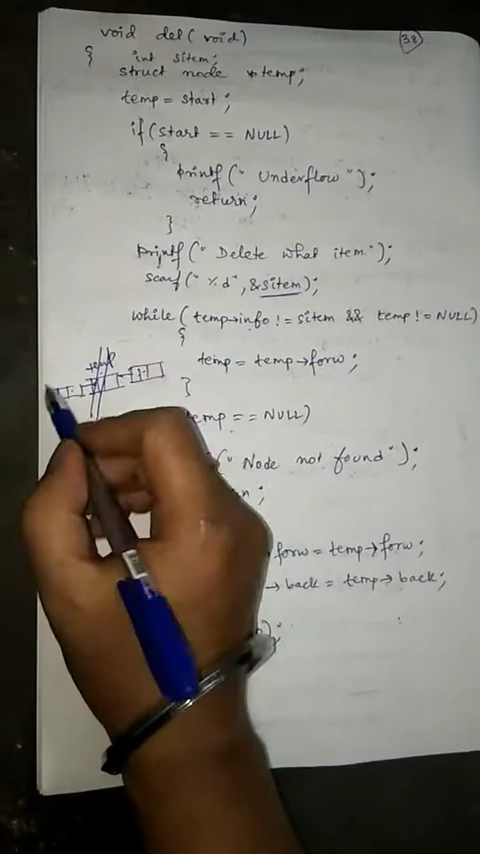 38
void del(void)
{
int sitem;
struct node *temp;
temp = start;
if(start == NULL)
{
printf(" Underflow");
return;
}
printf(" Delete what item.");
scanf("%d", &sitem);
while(temp→info != sitem && temp != NULL)
{
temp = temp→forw;
}
temp == NULL)
(" Node not found");
n;
forw = temp→forw;
→back = temp→back;
);
temp